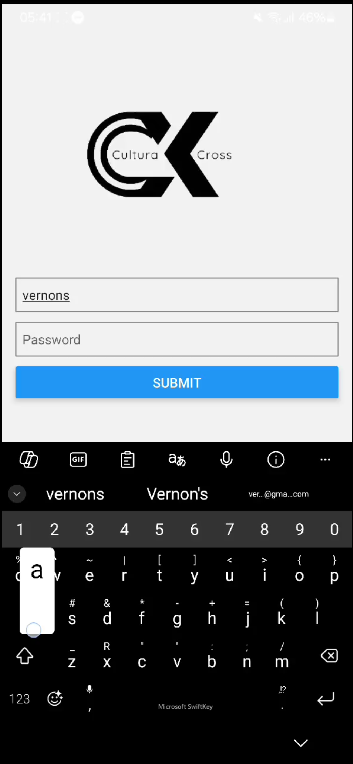 05:41
46%
Cultura Cross
vernons
Password
SUBMIT
GIF
vernons Vernon's ver...@gma...com
1 2 3 4 5 6 7 8 9 0
% ^ ~ | [ ] < > { }
q e r t y u i o p
a
# & * - + = ( )
s d f g h j k l
_ R " ' : ; /
z x c v b n m
123 , !? .
Microsoft SwiftKey